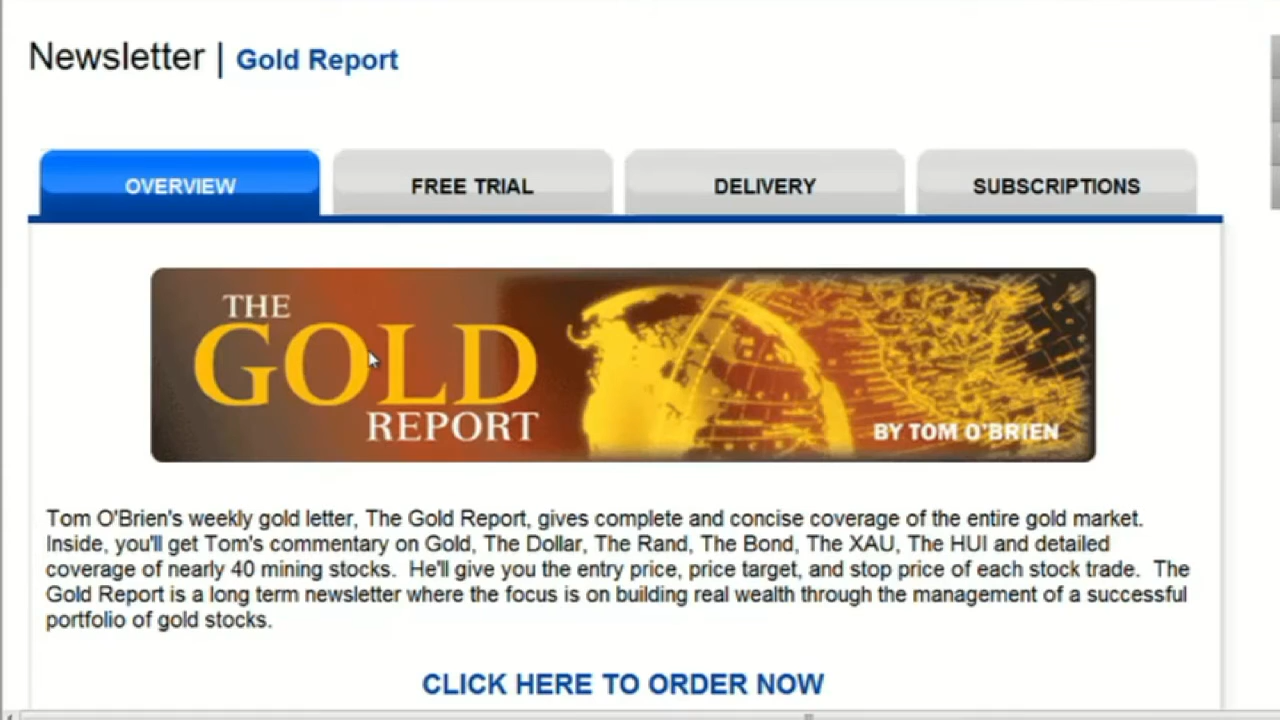 Newsletter | Gold Report
OVERVIEW
FREE TRIAL
DELIVERY
SUBSCRIPTIONS
THE
GOLD
REPORT
BY TOM O'BRIEN
Tom O'Brien's weekly gold letter, The Gold Report, gives complete and concise coverage of the entire gold market.
Inside, you'll get Tom's commentary on Gold, The Dollar, The Rand, The Bond, The XAU, The HUI and detailed
coverage of nearly 40 mining stocks.  He'll give you the entry price, price target, and stop price of each stock trade.  The
Gold Report is a long term newsletter where the focus is on building real wealth through the management of a successful
portfolio of gold stocks.
CLICK HERE TO ORDER NOW